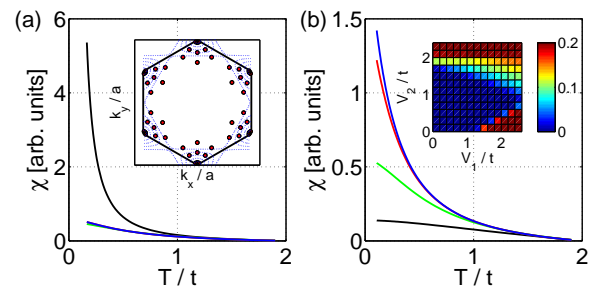 (a)
χ [arb. units]
6
4
2
0
k_y / a
k_x / a
0
1
2
T / t
(b)
χ [arb. units]
1.5
1
0.5
0
V_2 / t
2
1
0
0
1
2
V_1 / t
0.2
0.1
0
0
1
2
T / t